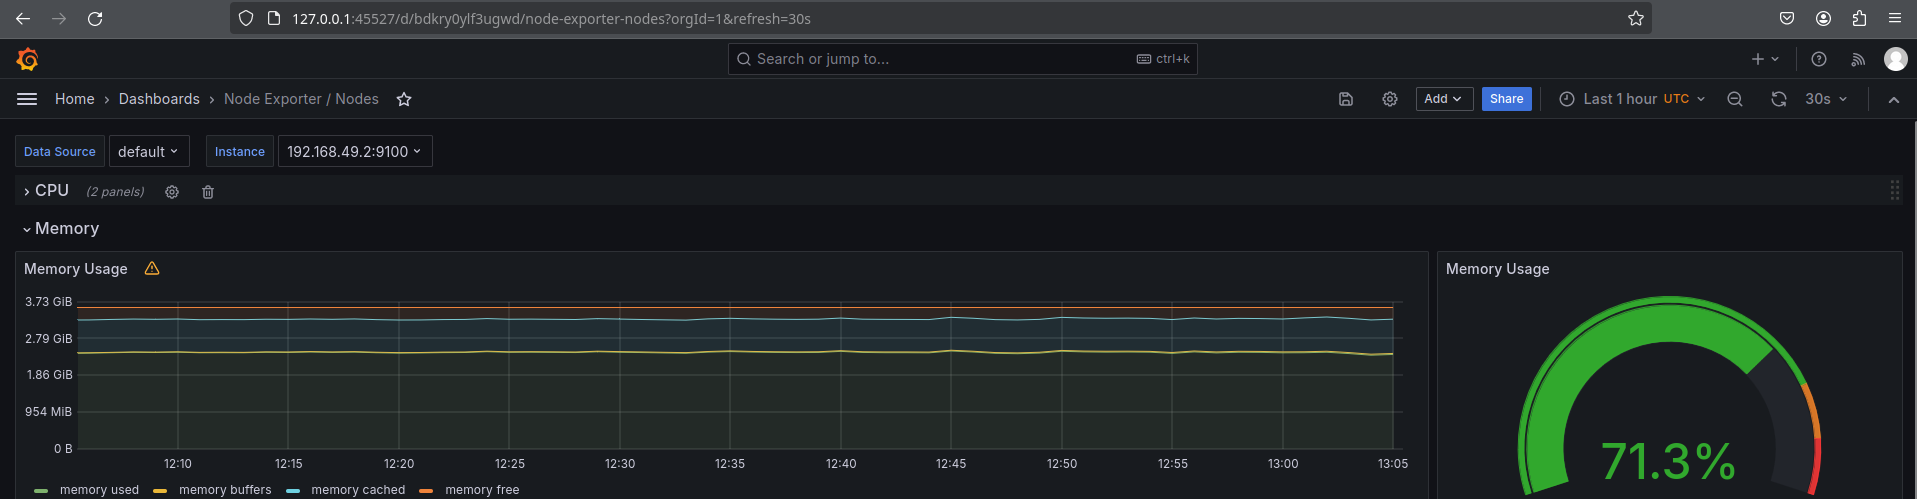 127.0.0.1:45527/d/bdkry0ylf3ugwd/node-exporter-nodes?orgId=1&refresh=30s
Search or jump to... ctrl+k
Home › Dashboards › Node Exporter / Nodes Add Share Last 1 hour UTC 30s
Data Source default Instance 192.168.49.2:9100
CPU (2 panels)
Memory
Memory Usage
3.73 GiB
2.79 GiB
1.86 GiB
954 MiB
0 B
12:10 12:15 12:20 12:25 12:30 12:35 12:40 12:45 12:50 12:55 13:00 13:05
memory used memory buffers memory cached memory free
Memory Usage
71.3%